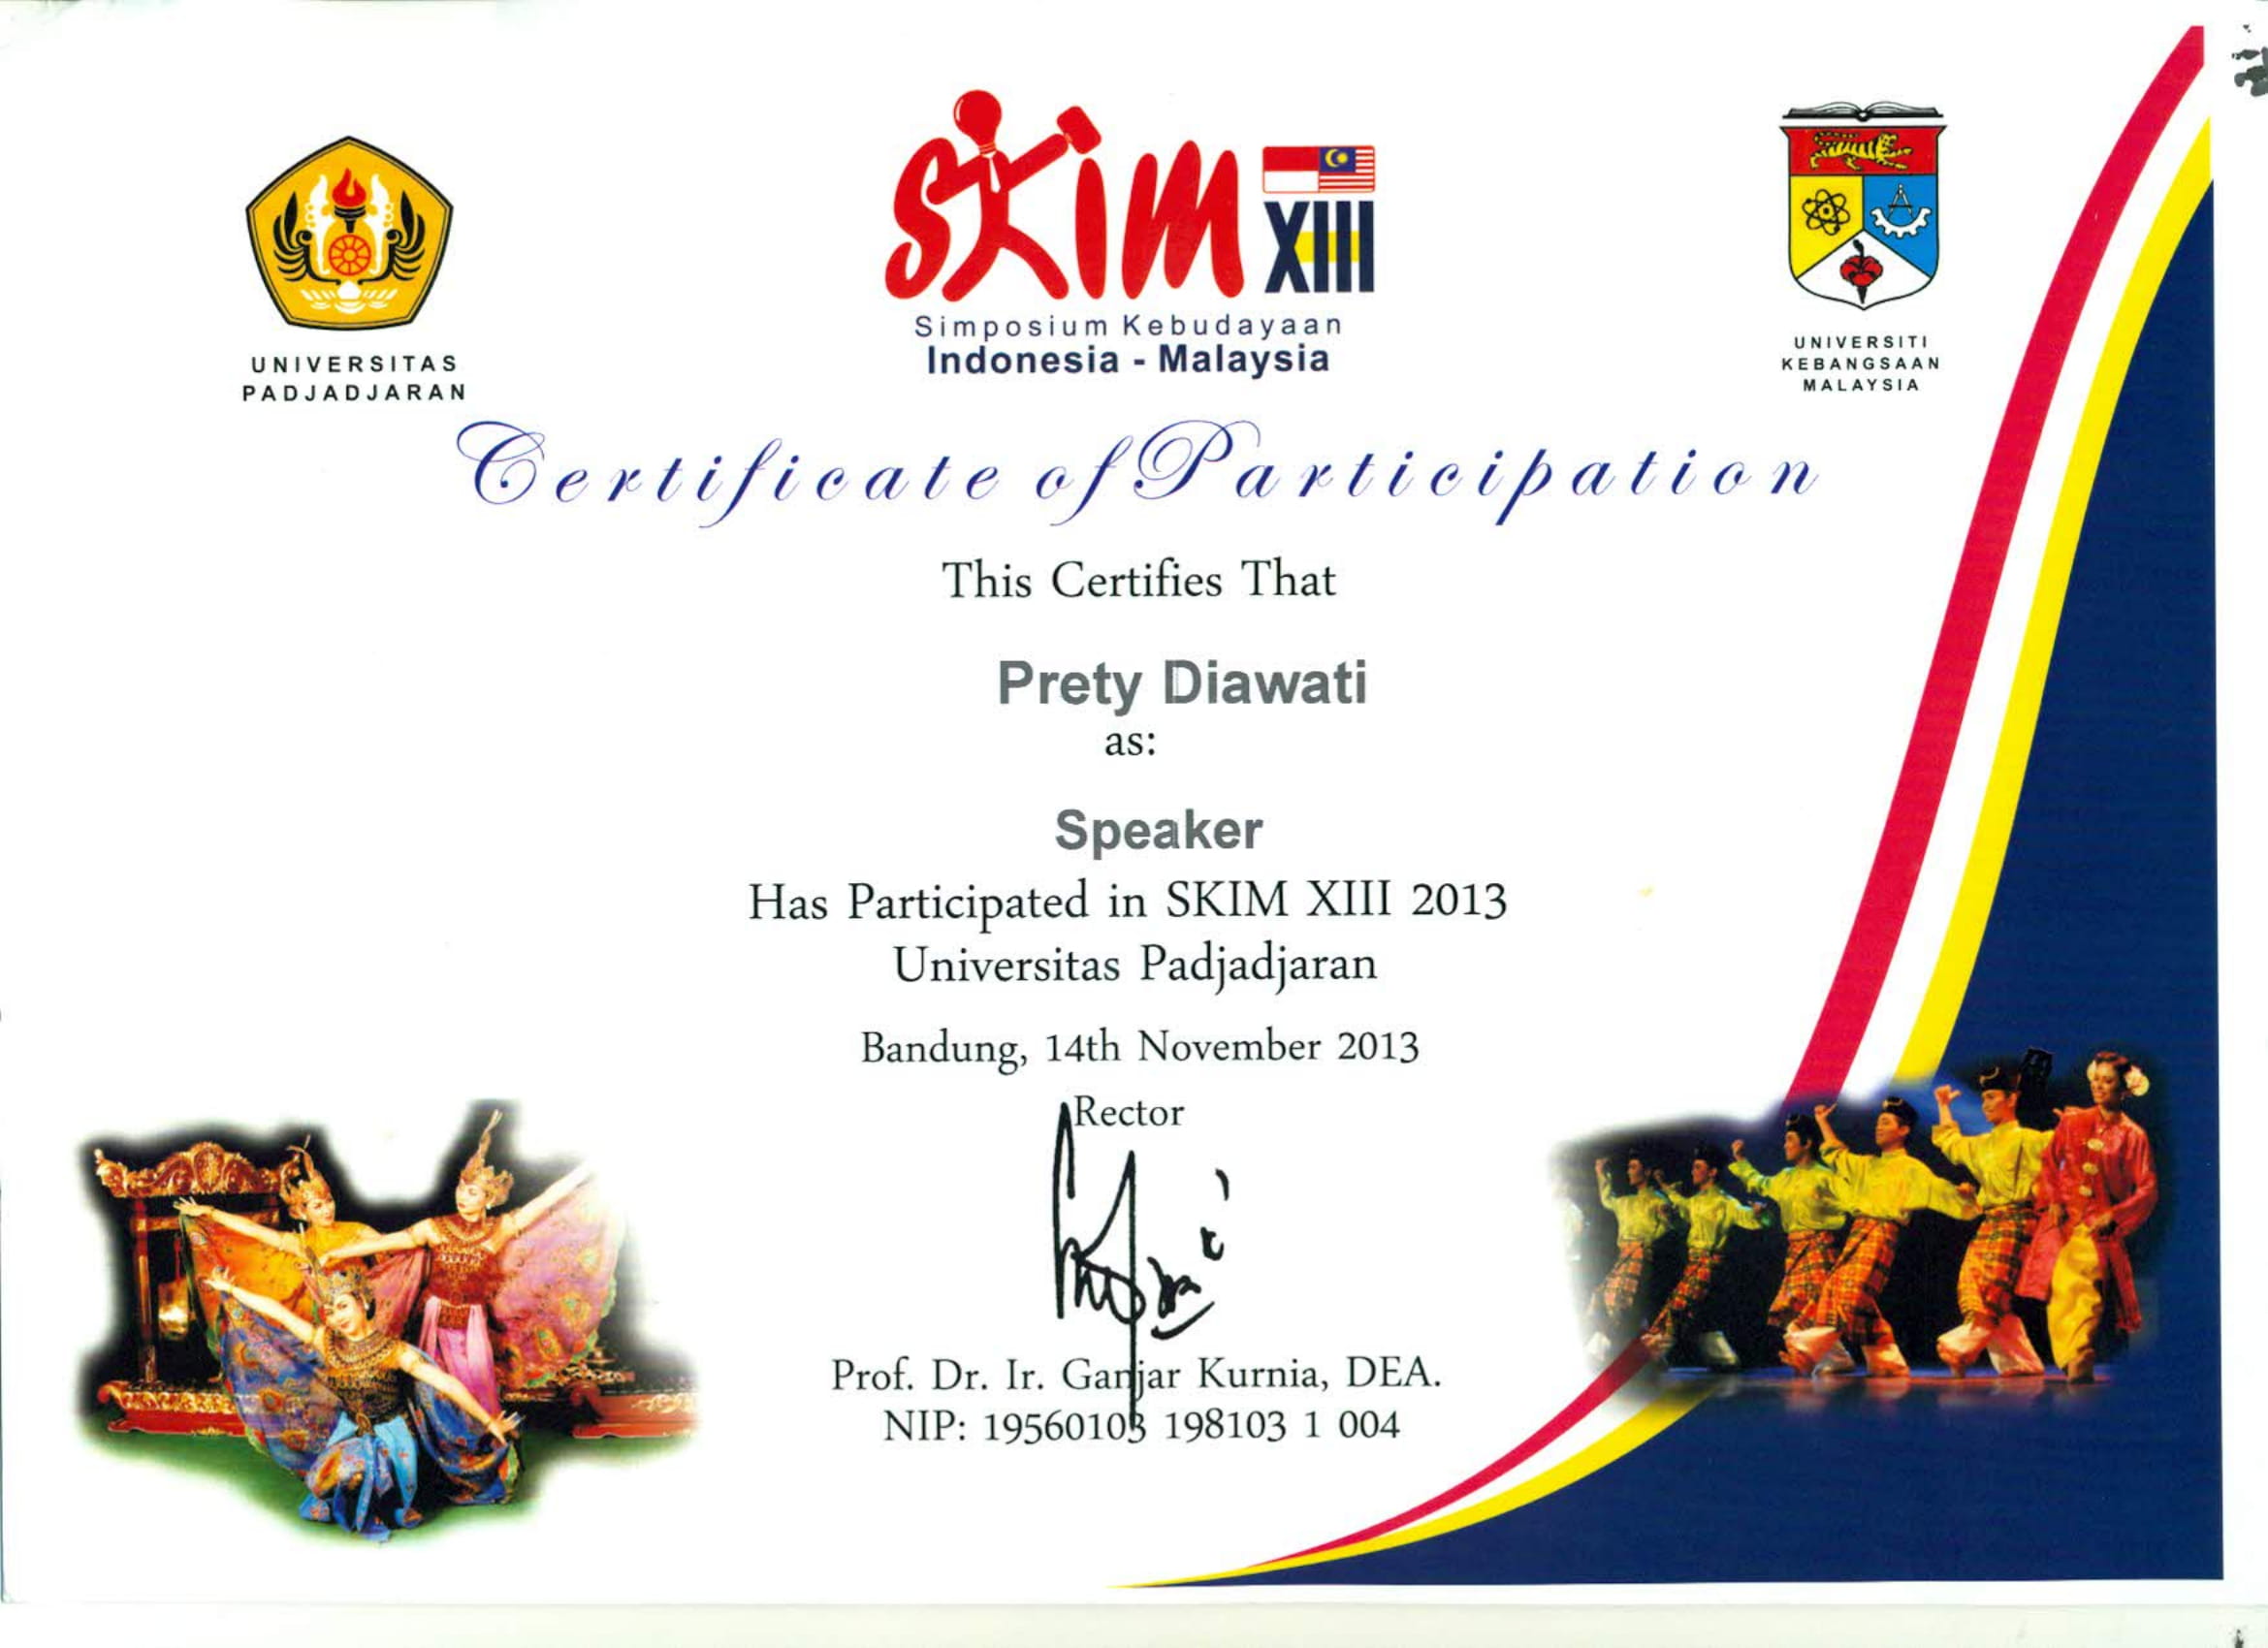 SKIM XIII
Simposium Kebudayaan
Indonesia - Malaysia
UNIVERSITAS
PADJADJARAN
UNIVERSITI
KEBANGSAAN
MALAYSIA
Certificate of Participation
This Certifies That
Prety Diawati
as:
Speaker
Has Participated in SKIM XIII 2013
Universitas Padjadjaran
Bandung, 14th November 2013
Rector
Prof. Dr. Ir. Ganjar Kurnia, DEA.
NIP: 19560103 198103 1 004